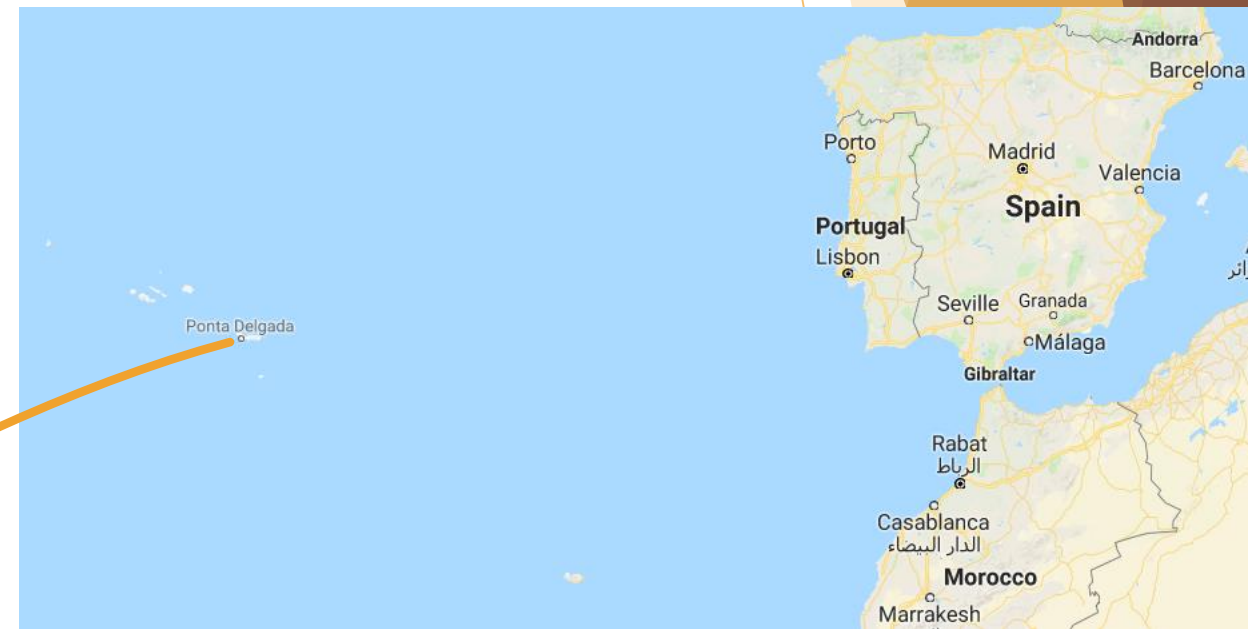 Andorra
Barcelona
Porto
Madrid
Valencia
Spain
Portugal
Lisbon
Seville
Granada
Ponta Delgada
Málaga
Gibraltar
Rabat
الرباط
Casablanca
الدار البيضاء
Morocco
Marrakesh